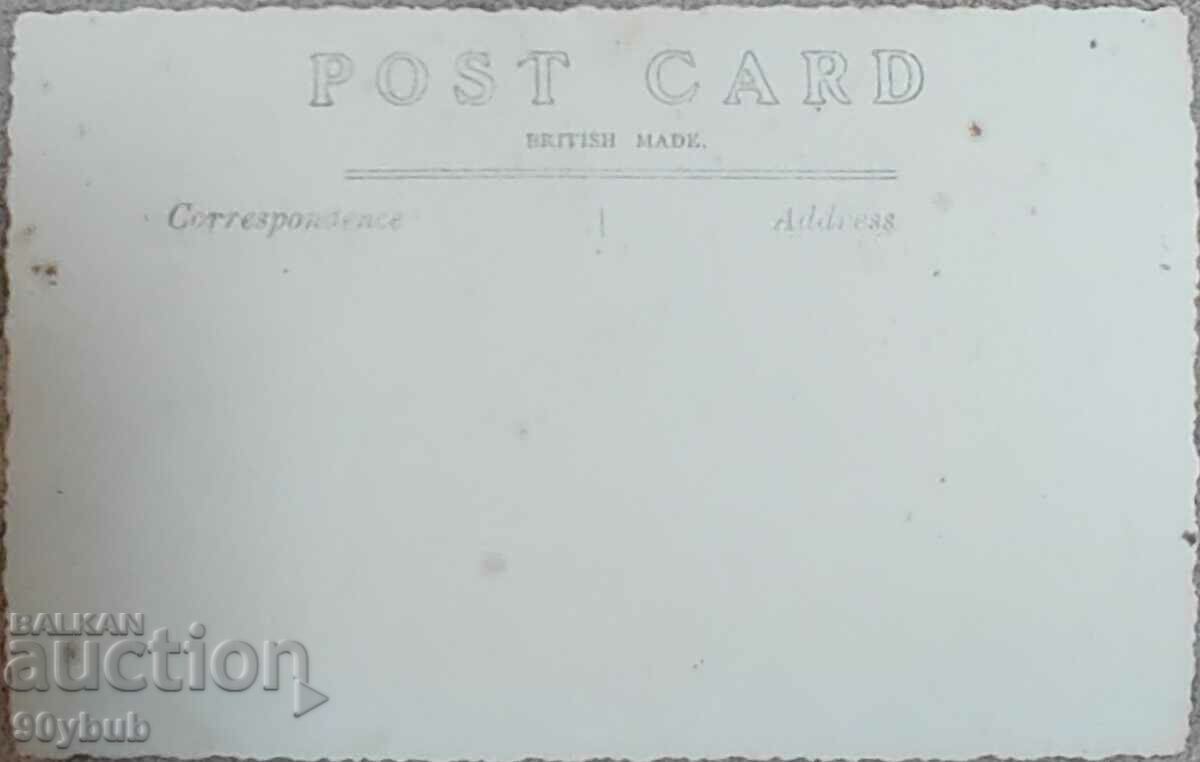 POST CARD
BRITISH MADE.
Correspondence | Address
BALKAN
auction
90ybub